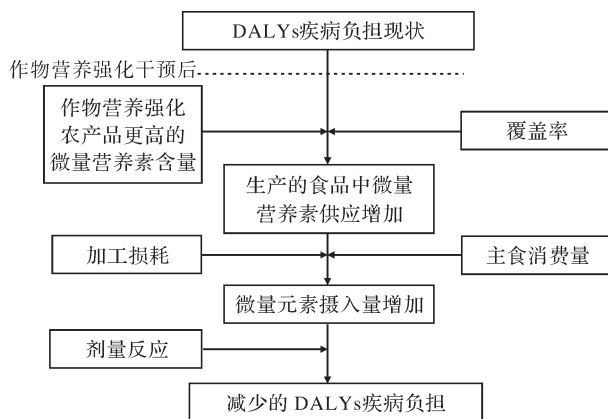 DALYs疾病负担现状
作物营养强化干预后
作物营养强化
农产品更高的
微量营养素含量
覆盖率
生产的食品中微量
营养素供应增加
加工损耗
主食消费量
微量元素摄入量增加
剂量反应
减少的 DALYs疾病负担